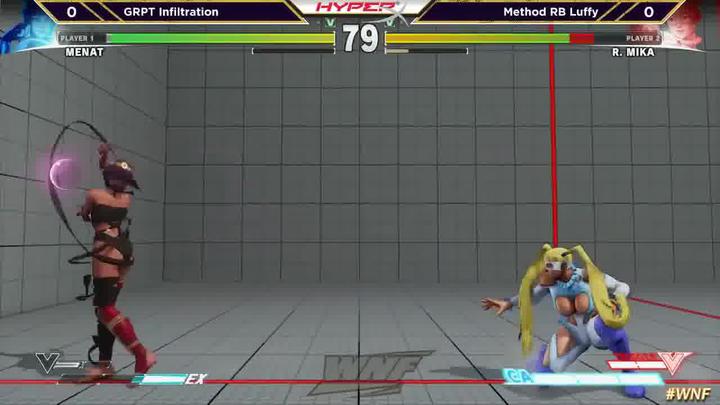 0 GRPT Infiltration HYPER Method RB Luffy 0
PLAYER 1 V 79 PLAYER 2
MENAT R. MIKA
V EX CA V
WNF
#WNF